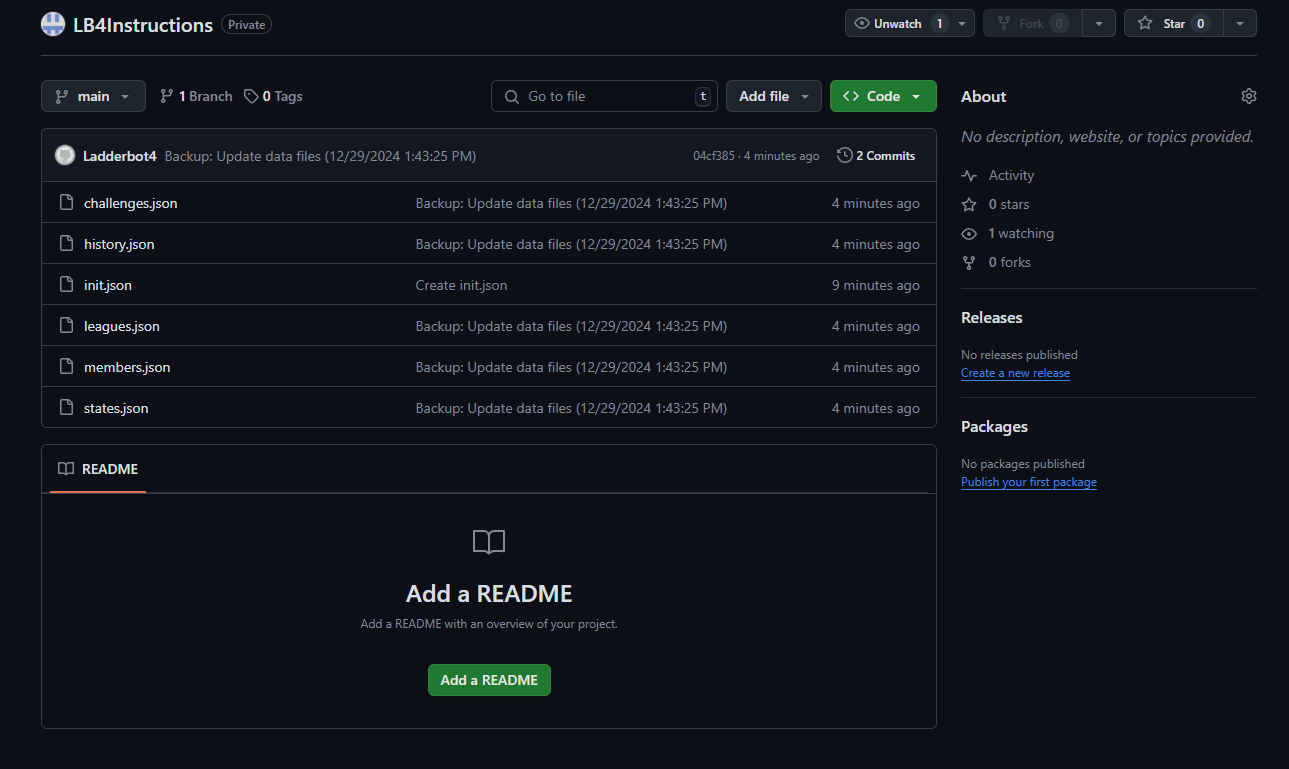 LB4Instructions Private Unwatch 1 Fork 0 Star 0
main 1 Branch 0 Tags Go to file t Add file Code
Ladderbot4 Backup: Update data files (12/29/2024 1:43:25 PM) 04cf385 · 4 minutes ago 2 Commits
challenges.json Backup: Update data files (12/29/2024 1:43:25 PM) 4 minutes ago
history.json Backup: Update data files (12/29/2024 1:43:25 PM) 4 minutes ago
init.json Create init.json 9 minutes ago
leagues.json Backup: Update data files (12/29/2024 1:43:25 PM) 4 minutes ago
members.json Backup: Update data files (12/29/2024 1:43:25 PM) 4 minutes ago
states.json Backup: Update data files (12/29/2024 1:43:25 PM) 4 minutes ago
README
Add a README
Add a README with an overview of your project.
Add a README
About
No description, website, or topics provided.
Activity
0 stars
1 watching
0 forks
Releases
No releases published
Create a new release
Packages
No packages published
Publish your first package